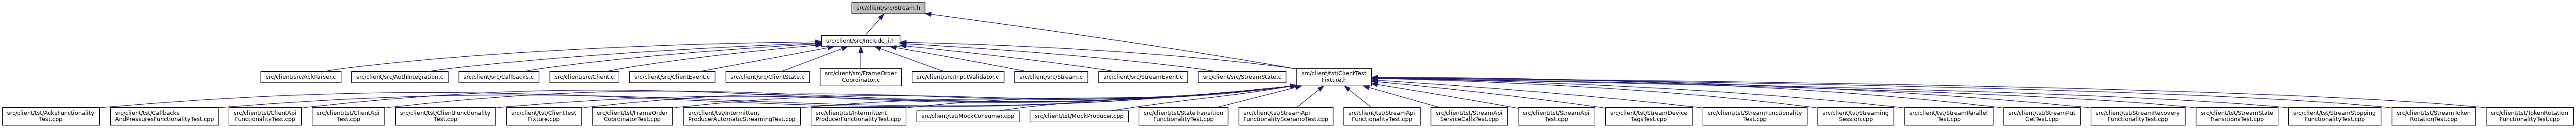 src/client/src/Stream.h
src/client/src/Include_i.h
src/client/src/AckParser.c
src/client/src/AuthIntegration.c
src/client/src/Callbacks.c
src/client/src/Client.c
src/client/src/ClientEvent.c
src/client/src/ClientState.c
src/client/src/FrameOrder
Coordinator.c
src/client/src/InputValidator.c
src/client/src/Stream.c
src/client/src/StreamEvent.c
src/client/src/StreamState.c
src/client/tst/ClientTest
Fixture.h
src/client/tst/AcksFunctionality
Test.cpp
src/client/tst/Callbacks
AndPressuresFunctionalityTest.cpp
src/client/tst/ClientApi
FunctionalityTest.cpp
src/client/tst/ClientApi
Test.cpp
src/client/tst/ClientFunctionality
Test.cpp
src/client/tst/ClientTest
Fixture.cpp
src/client/tst/FrameOrder
CoordinatorTest.cpp
src/client/tst/Intermittent
ProducerAutomaticStreamingTest.cpp
src/client/tst/Intermittent
ProducerFunctionalityTest.cpp
src/client/tst/MockConsumer.cpp
src/client/tst/MockProducer.cpp
src/client/tst/StateTransition
FunctionalityTest.cpp
src/client/tst/StreamApi
FunctionalityScenarioTest.cpp
src/client/tst/StreamApi
FunctionalityTest.cpp
src/client/tst/StreamApi
ServiceCallsTest.cpp
src/client/tst/StreamApi
Test.cpp
src/client/tst/StreamDevice
TagsTest.cpp
src/client/tst/StreamFunctionality
Test.cpp
src/client/tst/Streaming
Session.cpp
src/client/tst/StreamParallel
Test.cpp
src/client/tst/StreamPut
GetTest.cpp
src/client/tst/StreamRecovery
FunctionalityTest.cpp
src/client/tst/StreamState
TransitionsTest.cpp
src/client/tst/StreamStopping
FunctionalityTest.cpp
src/client/tst/StreamToken
RotationTest.cpp
src/client/tst/TokenRotation
FunctionalityTest.cpp